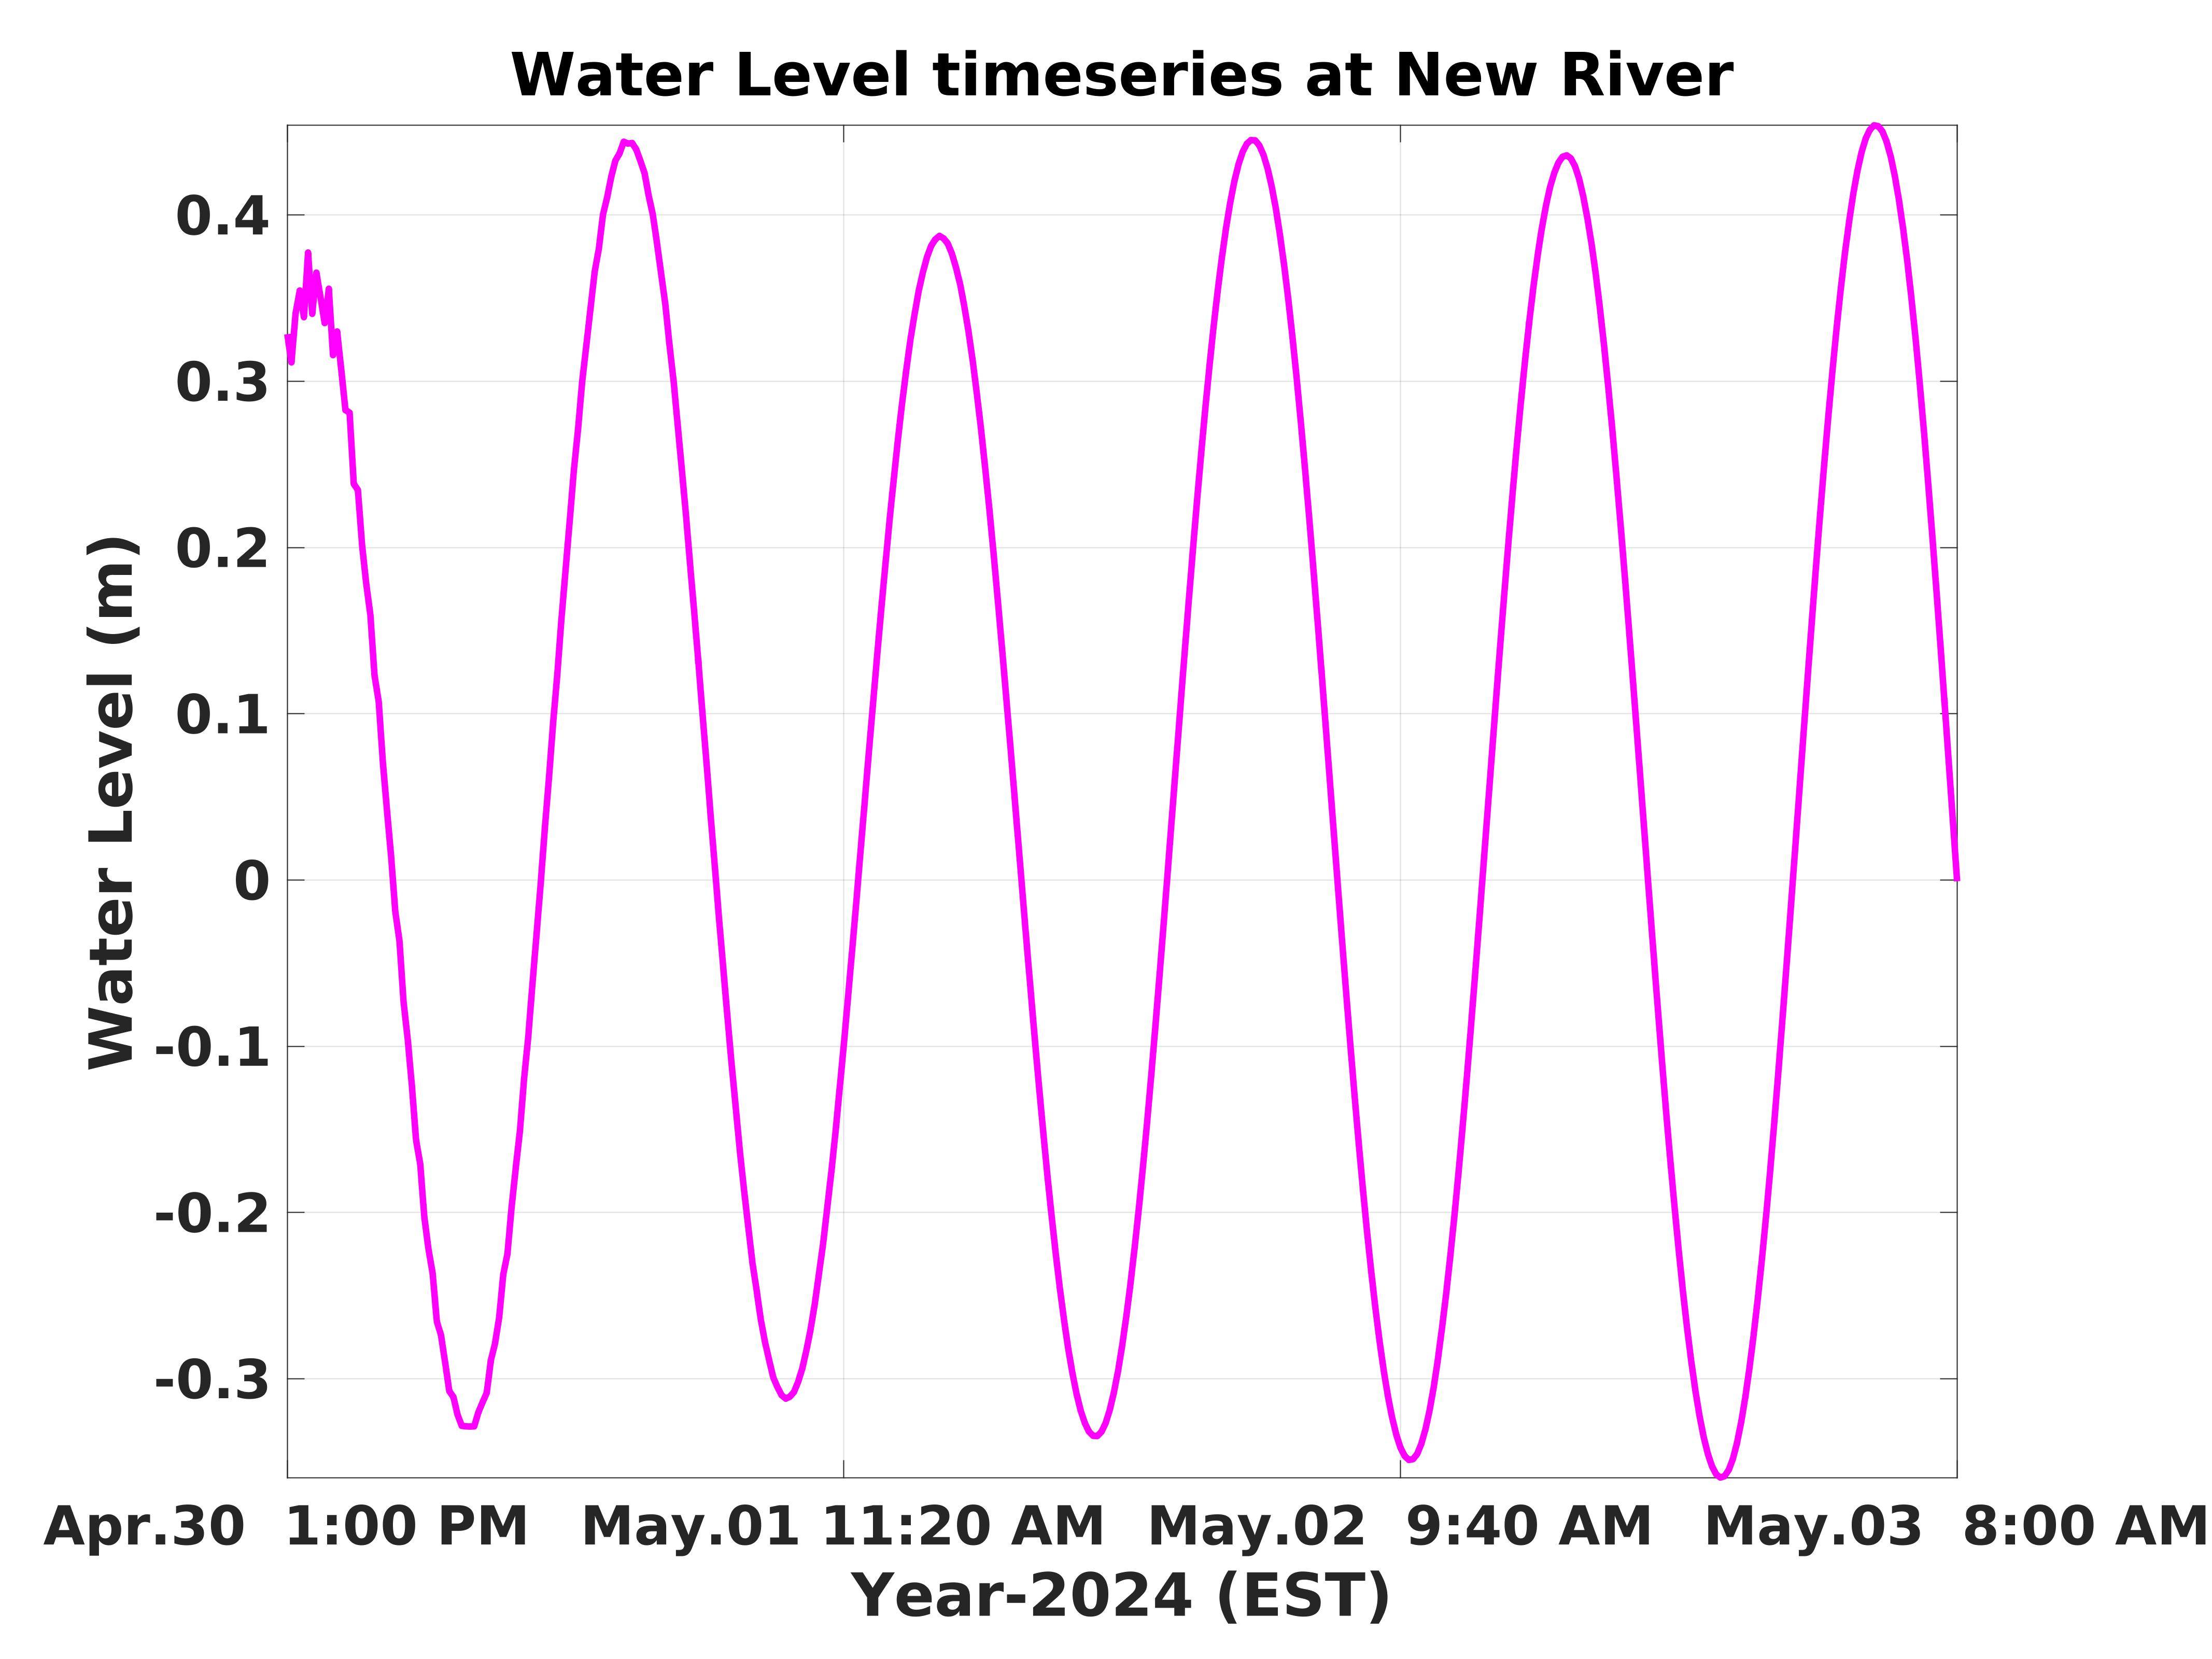 Water Level timeseries at New River
Water Level (m)
0.4
0.3
0.2
0.1
0
-0.1
-0.2
-0.3
Apr.30 1:00 PM May.01 11:20 AM May.02 9:40 AM May.03 8:00 AM
Year-2024 (EST)